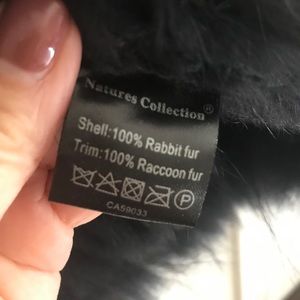 Natures Collection®
Shell:100% Rabbit fur
Trim:100% Raccoon fur
P
CA59033